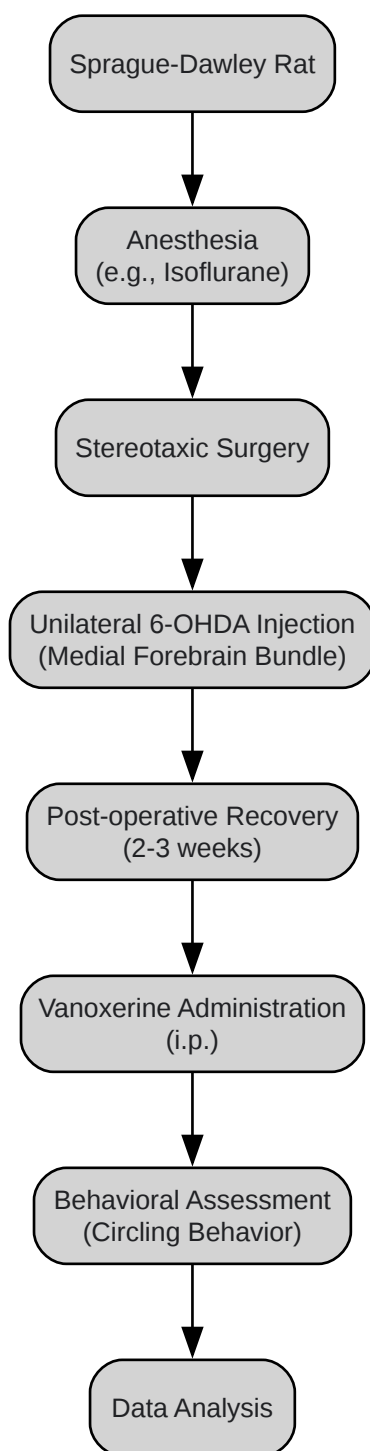 Sprague-Dawley Rat
Anesthesia
(e.g., Isoflurane)
Stereotaxic Surgery
Unilateral 6-OHDA Injection
(Medial Forebrain Bundle)
Post-operative Recovery
(2-3 weeks)
Vanoxerine Administration
(i.p.)
Behavioral Assessment
(Circling Behavior)
Data Analysis